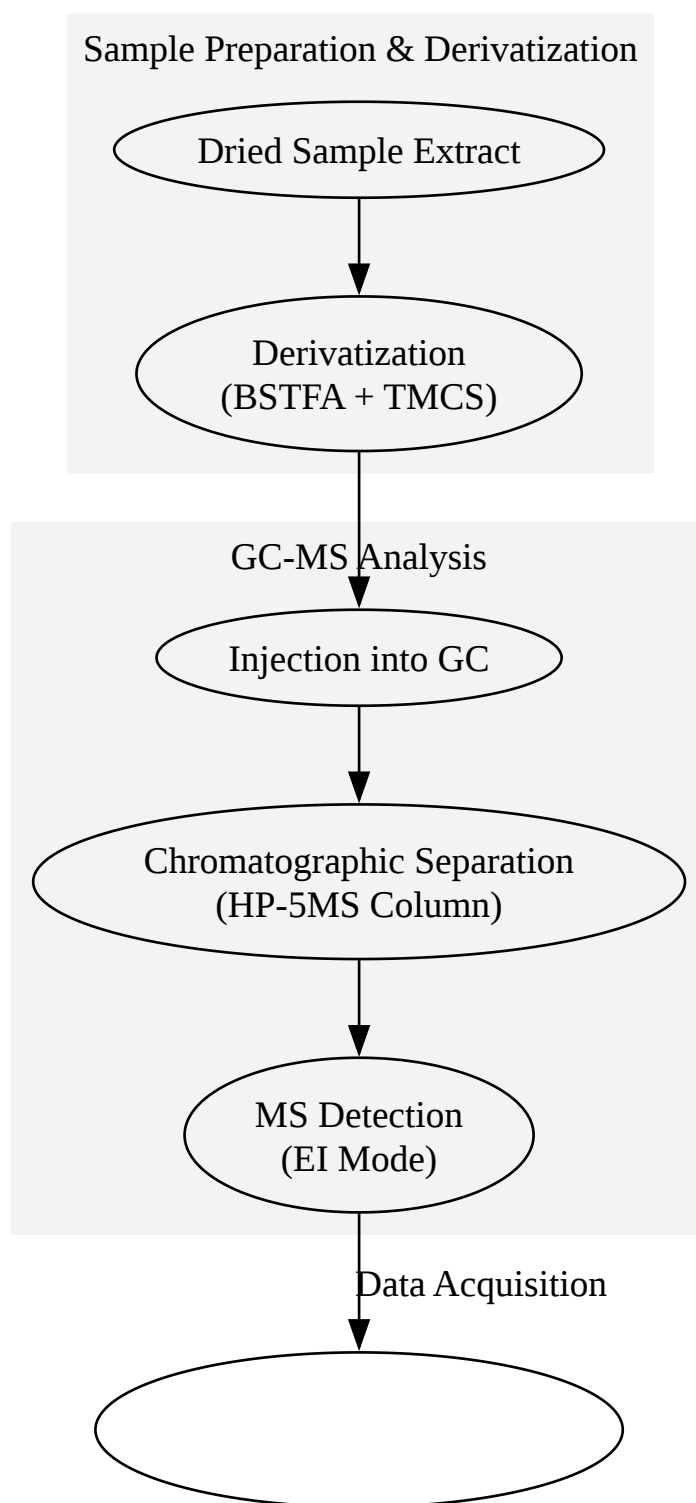 Sample Preparation & Derivatization
Dried Sample Extract
Derivatization
(BSTFA + TMCS)
GC-MS Analysis
Injection into GC
Chromatographic Separation
(HP-5MS Column)
MS Detection
(EI Mode)
Data Acquisition